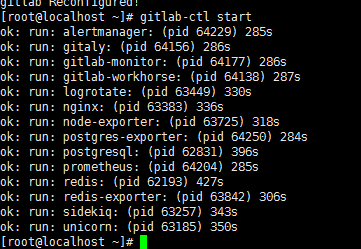 gitlab Reconfigured!
[root@localhost ~]# gitlab-ctl start
ok: run: alertmanager: (pid 64229) 285s
ok: run: gitaly: (pid 64156) 286s
ok: run: gitlab-monitor: (pid 64177) 286s
ok: run: gitlab-workhorse: (pid 64138) 287s
ok: run: logrotate: (pid 63449) 330s
ok: run: nginx: (pid 63383) 336s
ok: run: node-exporter: (pid 63725) 318s
ok: run: postgres-exporter: (pid 64250) 284s
ok: run: postgresql: (pid 62831) 396s
ok: run: prometheus: (pid 64204) 285s
ok: run: redis: (pid 62193) 427s
ok: run: redis-exporter: (pid 63842) 306s
ok: run: sidekiq: (pid 63257) 343s
ok: run: unicorn: (pid 63185) 350s
[root@localhost ~]#